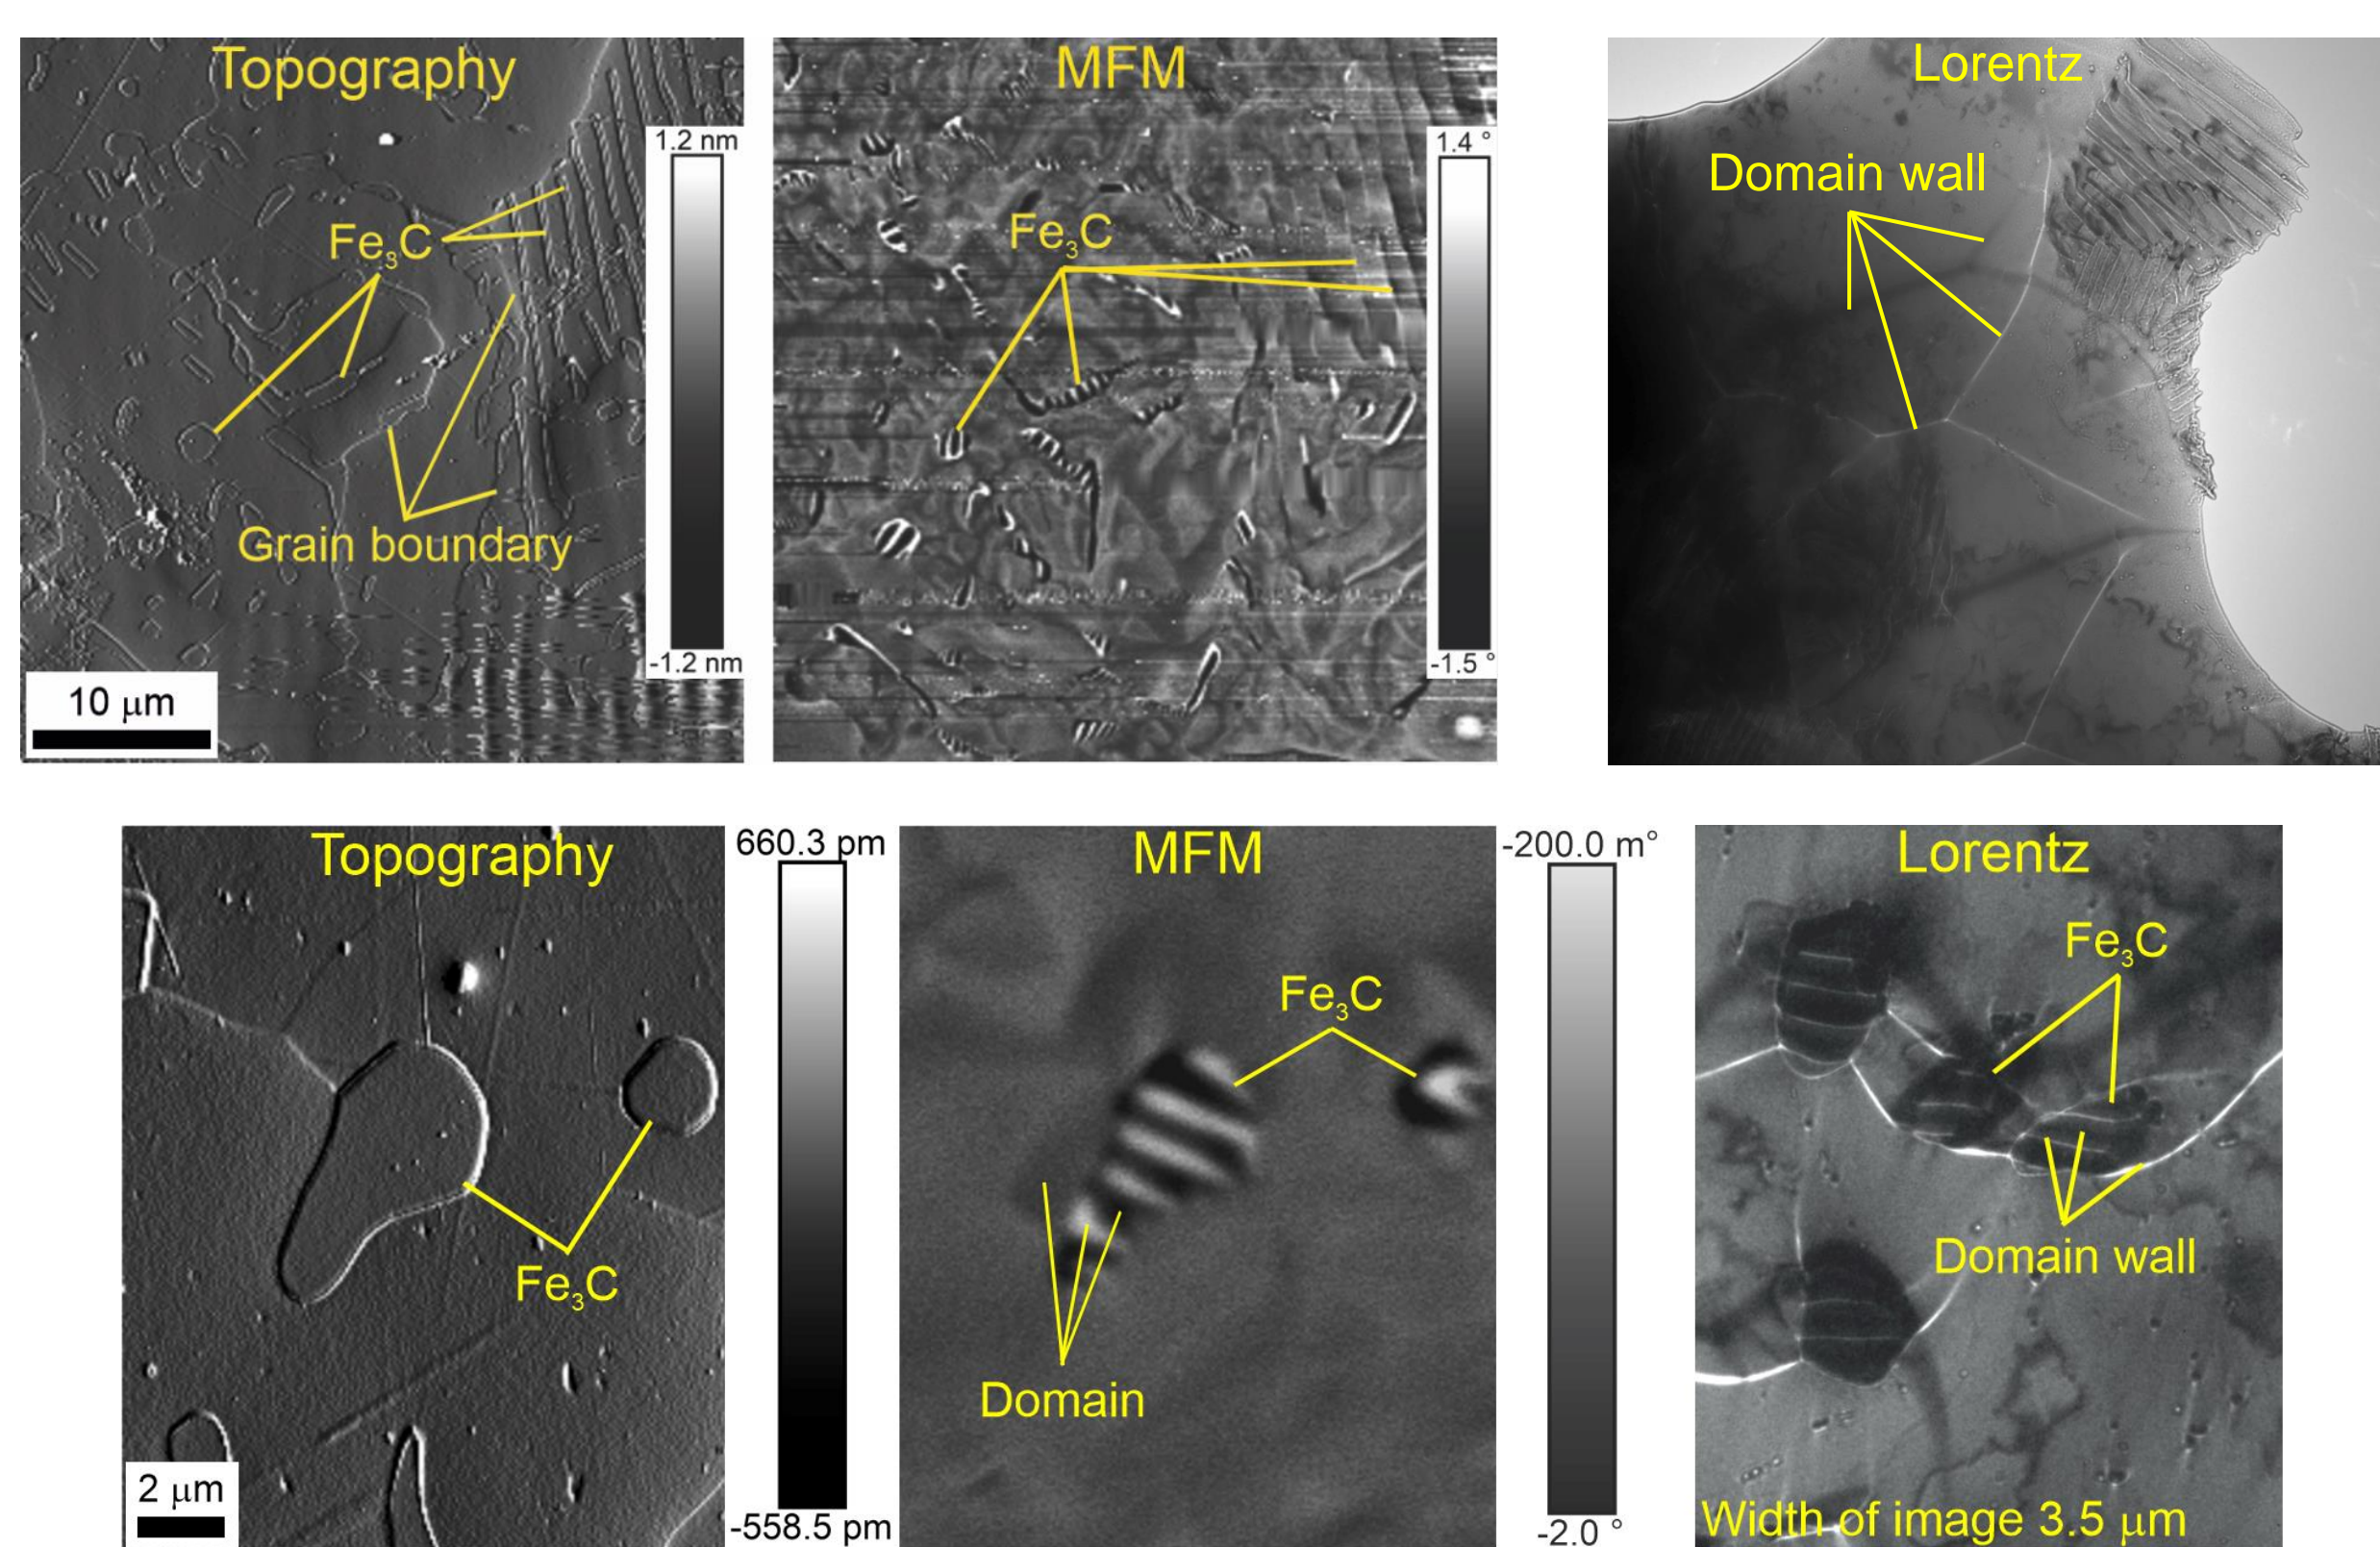 Topography
1.2 nm
Fe₃C
Grain boundary
-1.2 nm
10 μm
MFM
1.4 °
Fe₃C
-1.5 °
Lorentz
Domain wall
Topography
660.3 pm
Fe₃C
2 μm
-558.5 pm
MFM
-200.0 m°
Fe₃C
Domain
-2.0 °
Lorentz
Fe₃C
Domain wall
Width of image 3.5 μm